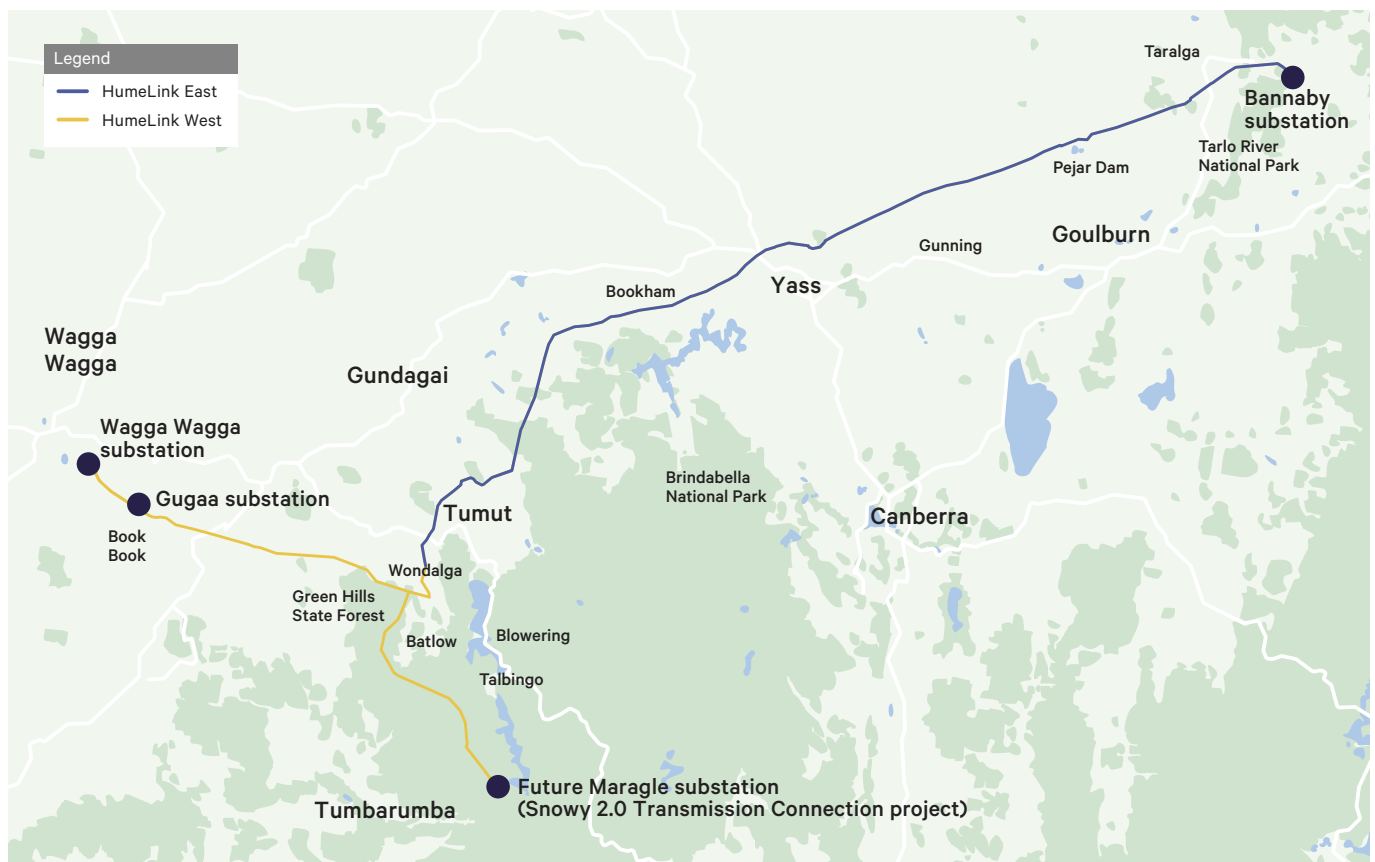 Legend
HumeLink East
HumeLink West
Taralga
Bannaby
substation
Tarlo River
National Park
Pejar Dam
Goulburn
Gunning
Yass
Bookham
Wagga
Wagga
Gundagai
Wagga Wagga
substation
Gugaa substation
Brindabella
National Park
Tumut
Canberra
Book
Book
Wondalga
Green Hills
State Forest
Batlow
Blowering
Talbingo
Future Maragle substation
(Snowy 2.0 Transmission Connection project)
Tumbarumba